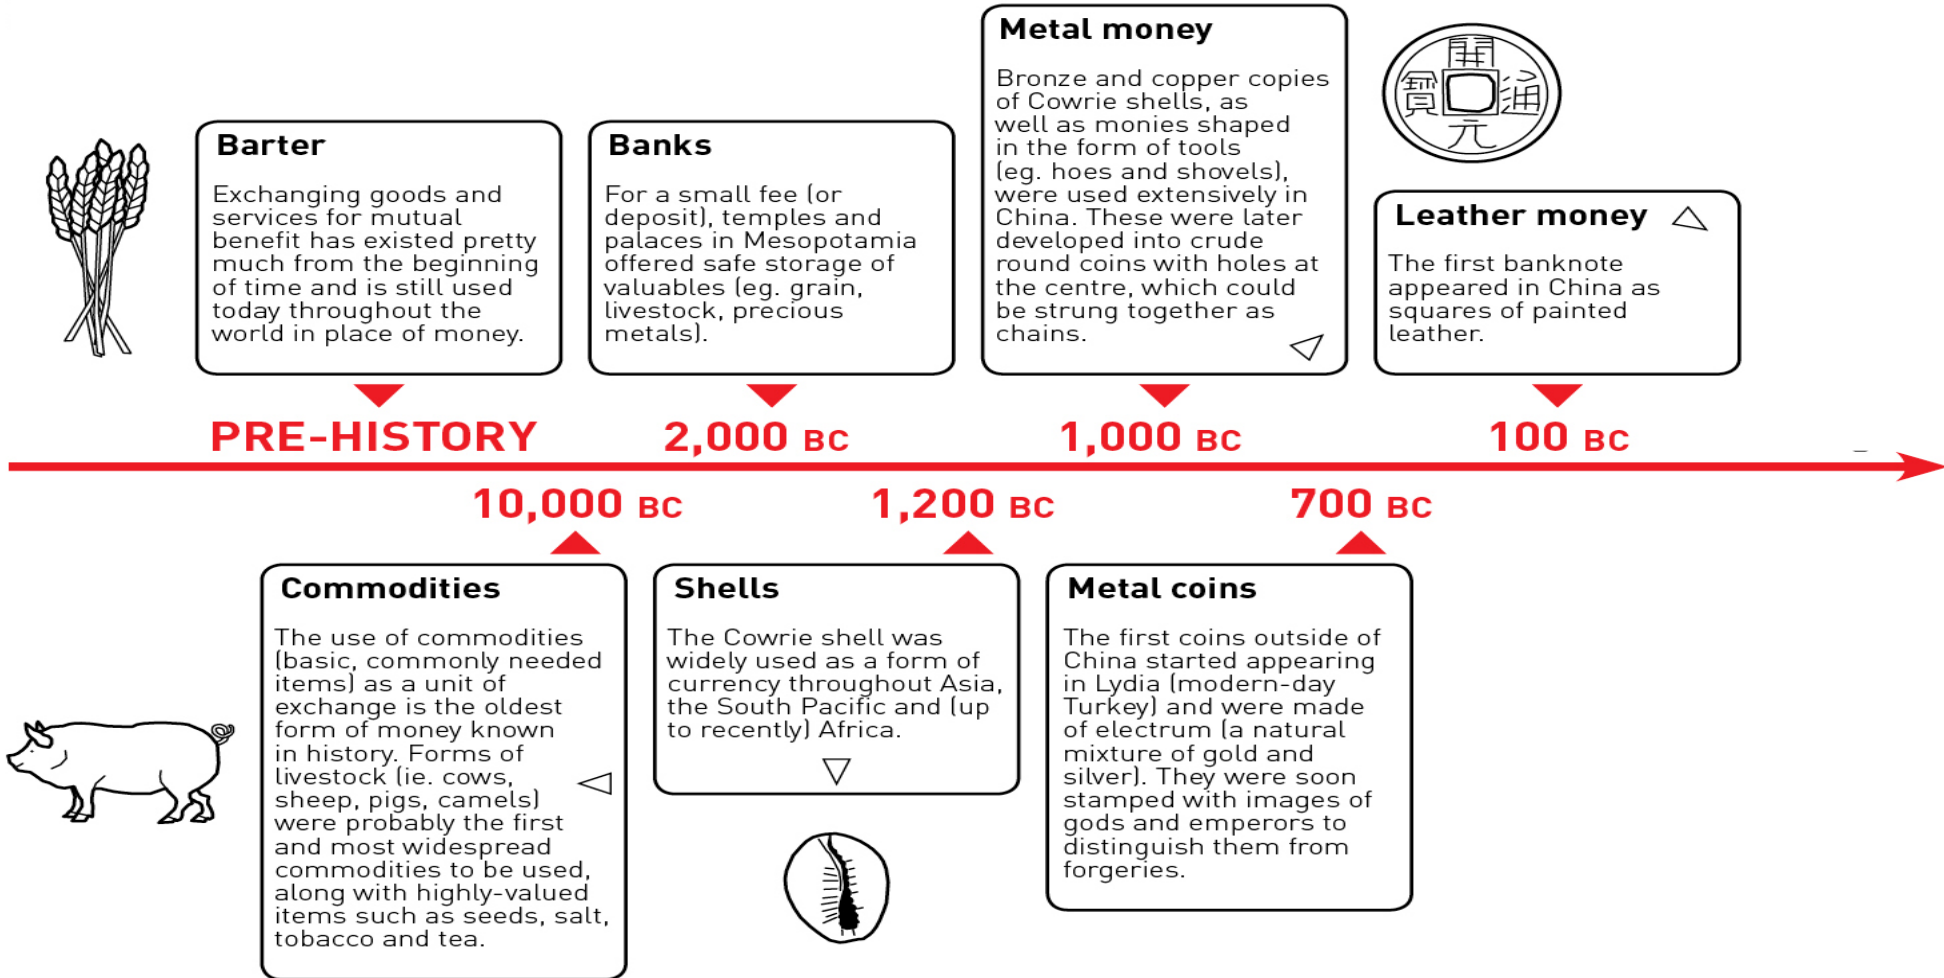 Barter
Exchanging goods and
services for mutual
benefit has existed pretty
much from the beginning
of time and is still used
today throughout the
world in place of money.
PRE-HISTORY
10,000 BC
Commodities
The use of commodities
(basic, commonly needed
items) as a unit of
exchange is the oldest
form of money known
in history. Forms of
livestock (ie. cows,
sheep, pigs, camels)
were probably the first
and most widespread
commodities to be used,
along with highly-valued
items such as seeds, salt,
tobacco and tea.
Banks
For a small fee (or
deposit), temples and
palaces in Mesopotamia
offered safe storage of
valuables (eg. grain,
livestock, precious
metals).
2,000 BC
1,200 BC
Shells
The Cowrie shell was
widely used as a form of
currency throughout Asia,
the South Pacific and (up
to recently) Africa.
Metal money
Bronze and copper copies
of Cowrie shells, as
well as monies shaped
in the form of tools
(eg. hoes and shovels),
were used extensively in
China. These were later
developed into crude
round coins with holes at
the centre, which could
be strung together as
chains.
1,000 BC
開
元
通
寶
700 BC
Metal coins
The first coins outside of
China started appearing
in Lydia (modern-day
Turkey) and were made
of electrum (a natural
mixture of gold and
silver). They were soon
stamped with images of
gods and emperors to
distinguish them from
forgeries.
Leather money
The first banknote
appeared in China as
squares of painted
leather.
100 BC